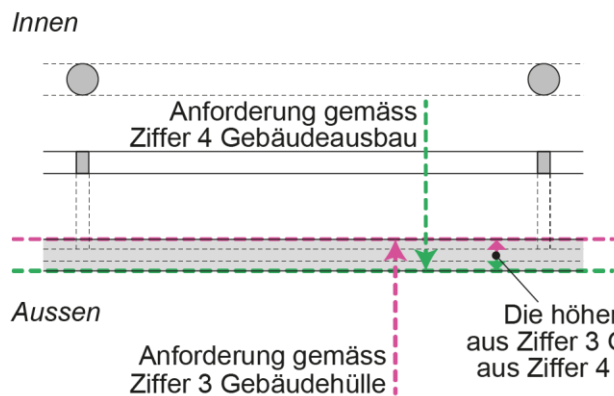 Innen
Anforderung gemäss
Ziffer 4 Gebäudeausbau
Aussen
Die höher
aus Ziffer 3 G
aus Ziffer 4
Anforderung gemäss
Ziffer 3 Gebäudehülle